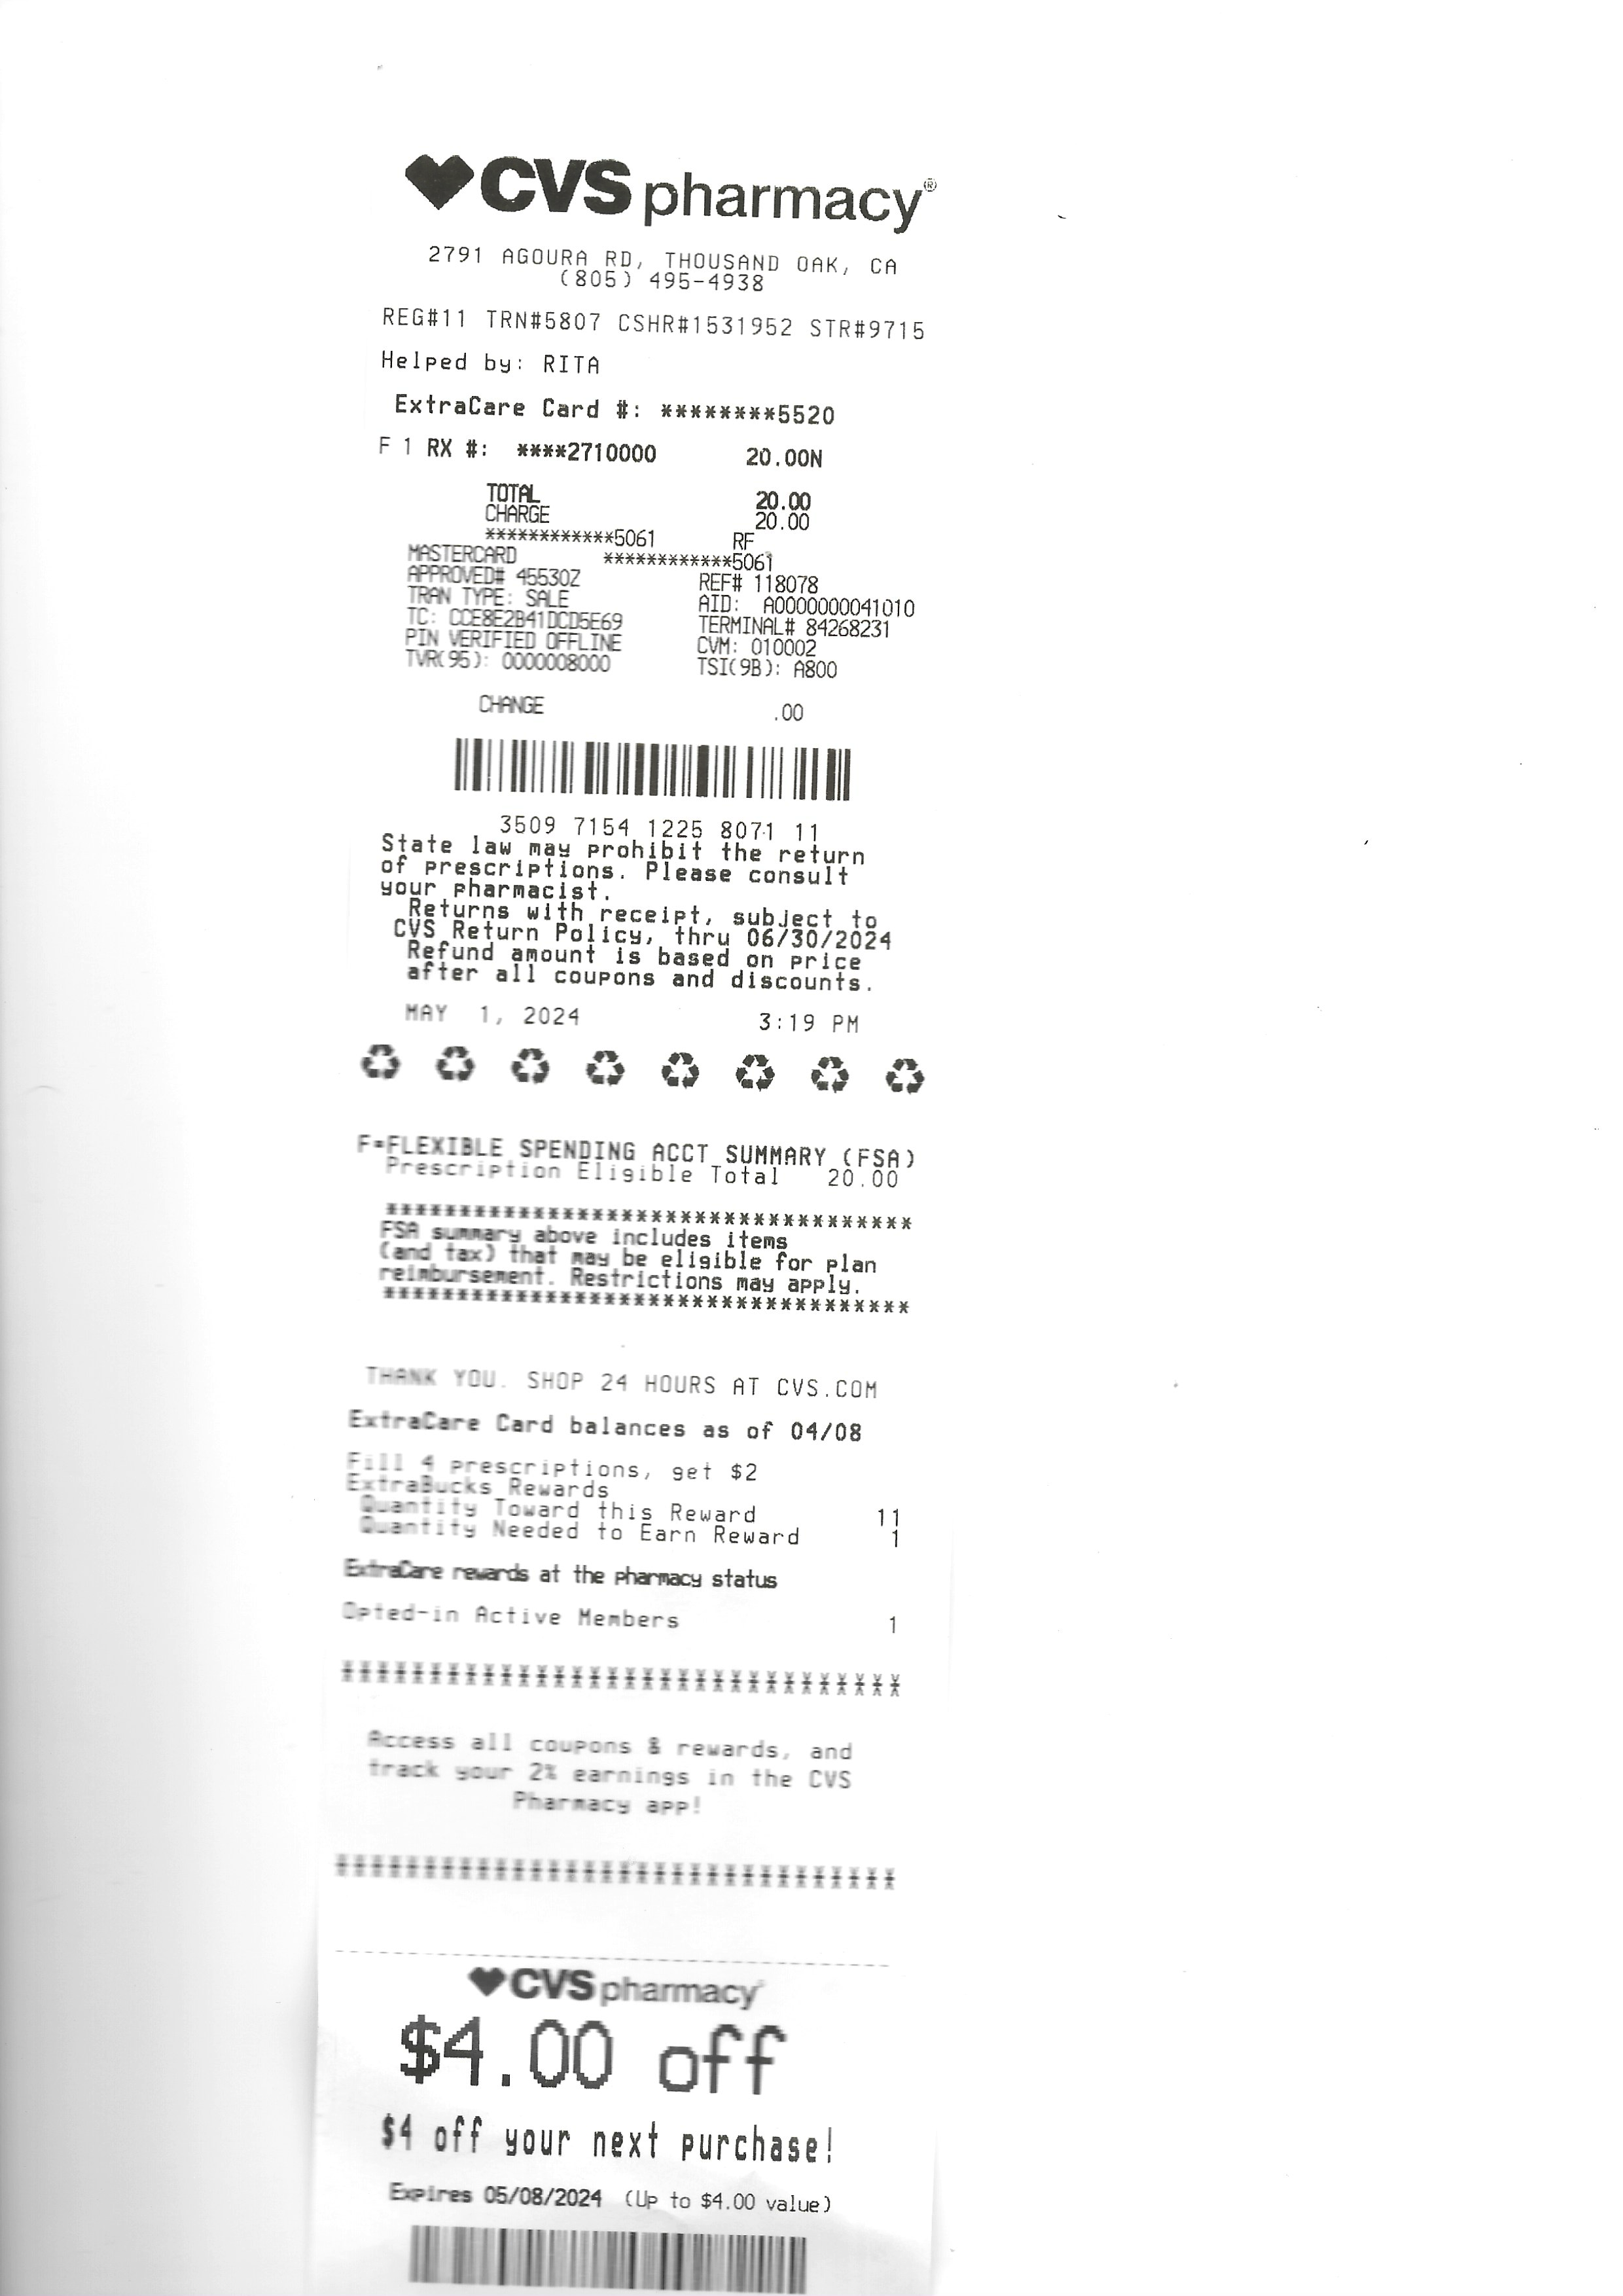 CVS pharmacy®
2791 AGOURA RD, THOUSAND OAK, CA
(805) 495-4938
REG#11 TRN#5807 CSHR#1531952 STR#9715
Helped by: RITA
ExtraCare Card #: ********5520
F 1 RX #: ****2710000 20.00N
TOTAL 20.00
CHARGE 20.00
************5061 RF
MASTERCARD ************5061
APPROVED# 45530Z REF# 118078
TRAN TYPE: SALE AID: A0000000041010
TC: CCE8E2B41DCD5E69 TERMINAL# 84268231
PIN VERIFIED OFFLINE CVM: 010002
TVR(95): 0000008000 TSI(9B): A800
CHANGE .00
3509 7154 1225 8071 11
State law may prohibit the return
of prescriptions. Please consult
your pharmacist.
Returns with receipt, subject to
CVS Return Policy, thru 06/30/2024
Refund amount is based on price
after all coupons and discounts.
MAY 1, 2024 3:19 PM
F=FLEXIBLE SPENDING ACCT SUMMARY (FSA)
Prescription Eligible Total 20.00
************************************
FSA summary above includes items
(and tax) that may be eligible for plan
reimbursement. Restrictions may apply.
************************************
THANK YOU. SHOP 24 HOURS AT CVS.COM
ExtraCare Card balances as of 04/08
Fill 4 prescriptions, get $2
ExtraBucks Rewards
Quantity Toward this Reward 11
Quantity Needed to Earn Reward 1
ExtraCare rewards at the pharmacy status
Opted-in Active Members 1
Access all coupons & rewards, and
track your 2% earnings in the CVS
Pharmacy app!
CVS pharmacy
$4.00 off
$4 off your next purchase!
Expires 05/08/2024 (Up to $4.00 value)